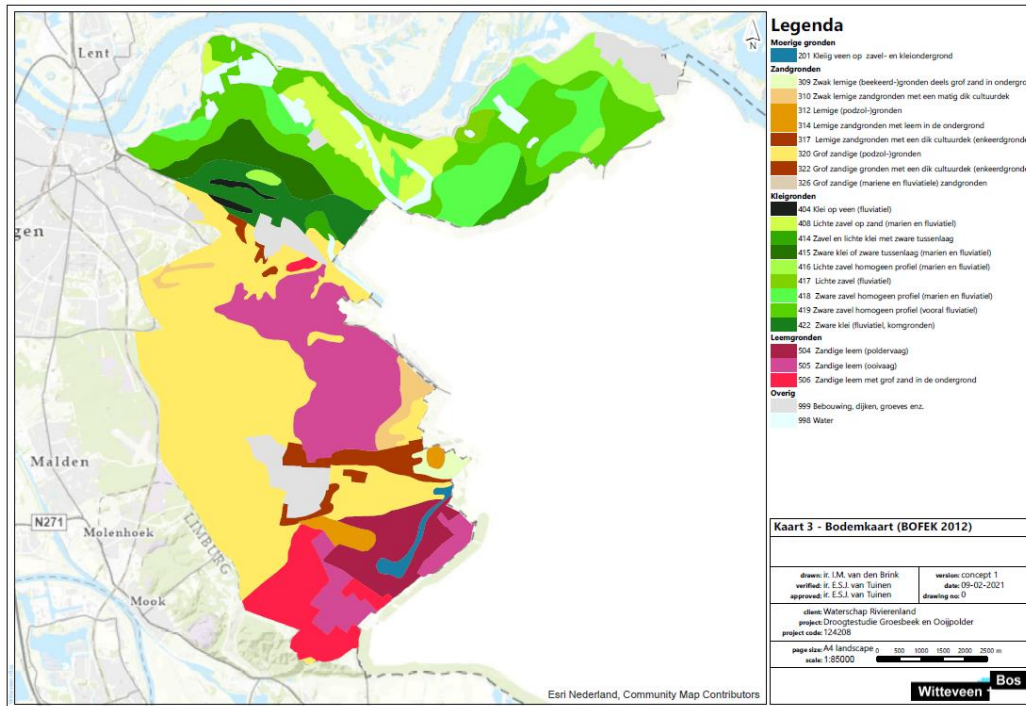 Lent
gen
Malden
N271
Molenhoek
LIMBURG
Mook
N
Esri Nederland, Community Map Contributors
Legenda
Moerige gronden
201 Kleiig veen op zavel- en kleiondergrond
Zandgronden
309 Zwak lemige (beekeerd-)gronden deels grof zand in ondergro
310 Zwak lemige zandgronden met een matig dik cultuurdek
312 Lemige (podzol-)gronden
314 Lemige zandgronden met leem in de ondergrond
317 Lemige zandgronden met een dik cultuurdek (enkeerdgronde
320 Grof zandige (podzol-)gronden
322 Grof zandige gronden met een dik cultuurdek (enkeerdgronde
326 Grof zandige (mariene en fluviatiele) zandgronden
Kleigronden
404 Klei op veen (fluviatiel)
408 Lichte zavel op zand (marien en fluviatiel)
414 Zavel en lichte klei met zware tussenlaag
415 Zware klei of zware tussenlaag (marien en fluviatiel)
416 Lichte zavel homogeen profiel (marien en fluviatiel)
417 Lichte zavel (fluviatiel)
418 Zware zavel homogeen profiel (marien en fluviatiel)
419 Zware zavel homogeen profiel (vooral fluviatiel)
422 Zware klei (fluviatiel, komgronden)
Leemgronden
504 Zandige leem (poldervaag)
505 Zandige leem (ooivaag)
506 Zandige leem met grof zand in de ondergrond
Overig
999 Bebouwing, dijken, groeves enz.
998 Water
Kaart 3 - Bodemkaart (BOFEK 2012)
drawn: ir. I.M. van den Brink version: concept 1
verified: ir. E.S.J. van Tuinen date: 09-02-2021
approved: ir. E.S.J. van Tuinen drawing no: 0
client: Waterschap Rivierenland
project: Droogtestudie Groesbeek en Ooijpolder
project code: 124208
page size: A4 landscape 0 500 1000 1500 2000 2500 m
scale: 1:85000
Witteveen + Bos